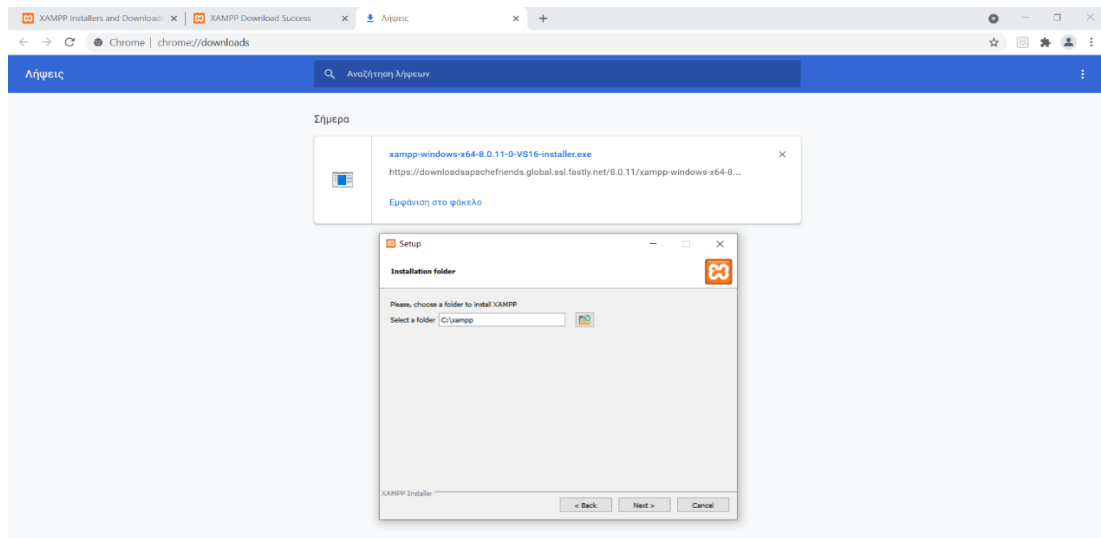 XAMPP Installers and Downloads
XAMPP Download Success
Λήψεις
Chrome | chrome://downloads
Λήψεις
Αναζήτηση λήψεων
Σήμερα
xampp-windows-x64-8.0.11-0-VS16-installer.exe
https://downloadsapachefriends.global.ssl.fastly.net/8.0.11/xampp-windows-x64-8...
Εμφάνιση στο φάκελο
Setup
Installation folder
Please, choose a folder to install XAMPP
Select a folder C:\xampp
XAMPP Installer
< Back Next > Cancel